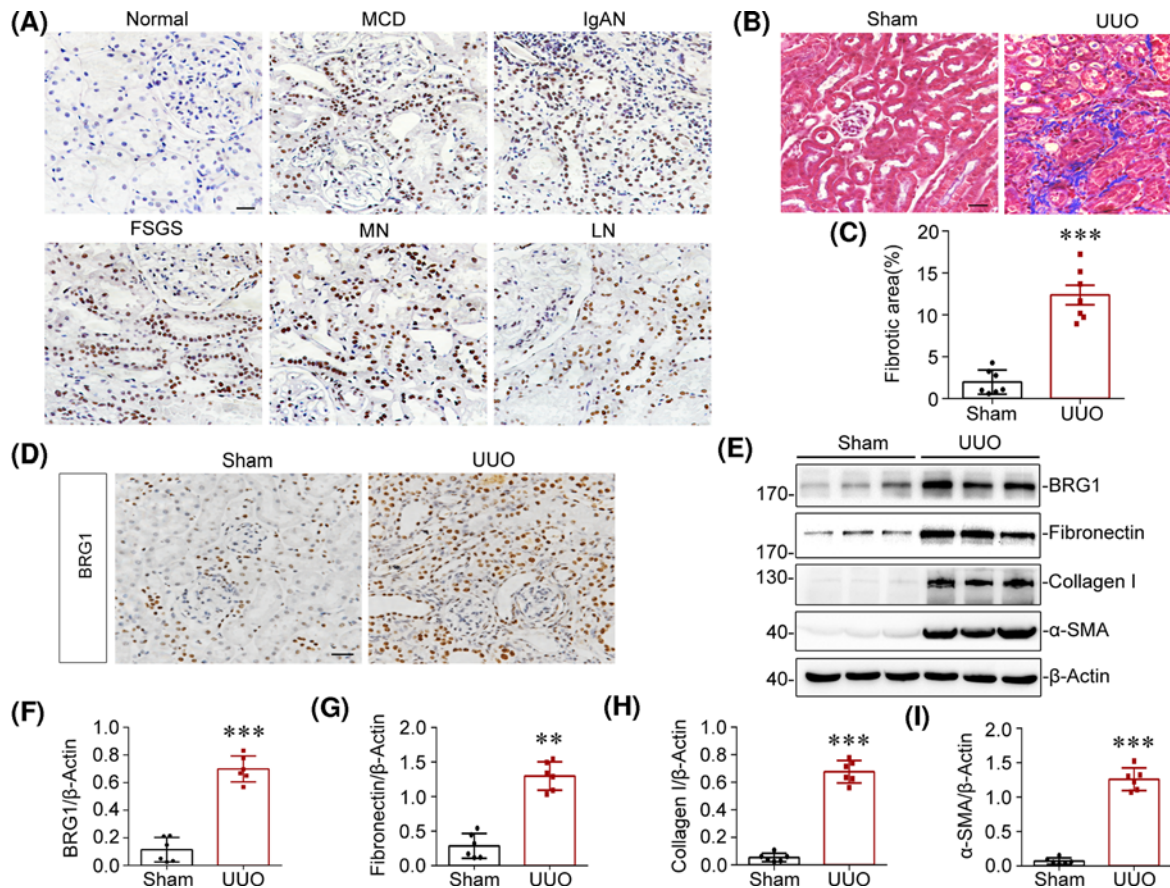 (A)
Normal MCD IgAN
FSGS MN LN
(B)
Sham UUO
(C)
Fibrotic area(%)
20
15
10
5
0
***
Sham UUO
(D)
Sham UUO
BRG1
(E)
Sham UUO
170- -BRG1
170- -Fibronectin
130- -Collagen I
40- -α-SMA
40- -β-Actin
(F)
BRG1/β-Actin
1.0
0.8
0.6
0.4
0.2
0.0
***
Sham UUO
(G)
Fibronectin/β-Actin
2.0
1.5
1.0
0.5
0.0
**
Sham UUO
(H)
Collagen I/β-Actin
1.0
0.8
0.6
0.4
0.2
0.0
***
Sham UUO
(I)
α-SMA/β-Actin
2.0
1.5
1.0
0.5
0.0
***
Sham UUO